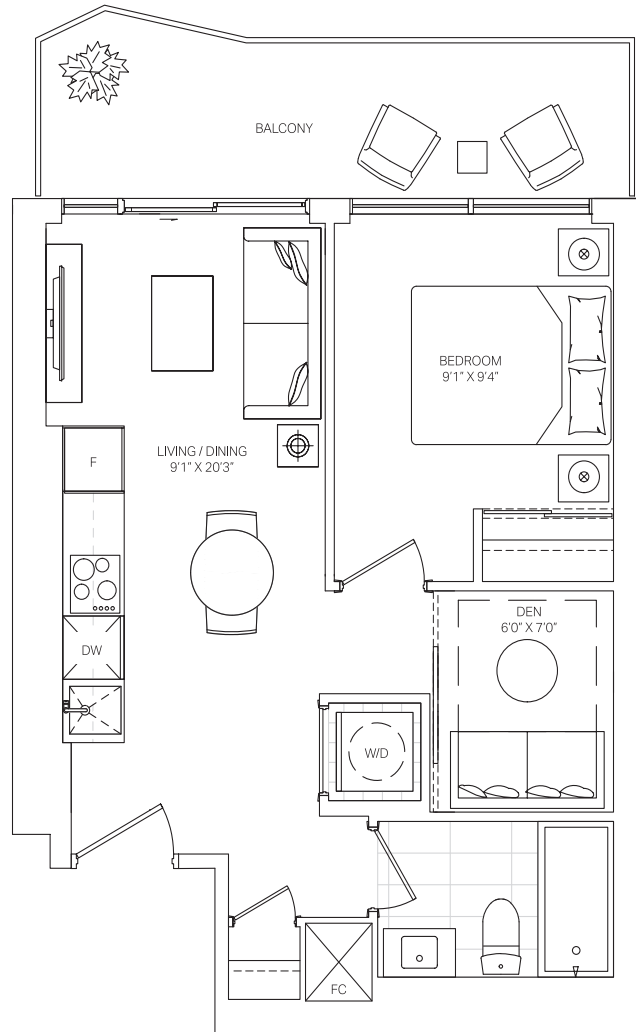 BALCONY
BEDROOM
9'1" X 9'4"
LIVING / DINING
9'1" X 20'3"
F
DEN
6'0" X 7'0"
DW
W/D
FC